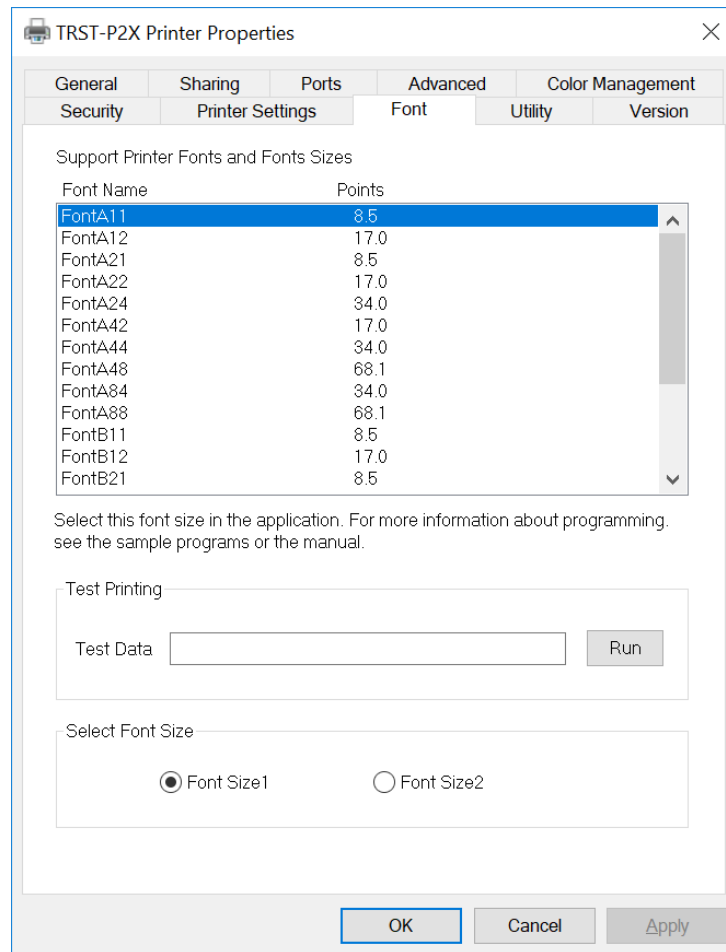 TRST-P2X Printer Properties
General Sharing Ports Advanced Color Management
Security Printer Settings Font Utility Version
Support Printer Fonts and Fonts Sizes
Font Name Points
FontA11 8.5
FontA12 17.0
FontA21 8.5
FontA22 17.0
FontA24 34.0
FontA42 17.0
FontA44 34.0
FontA48 68.1
FontA84 34.0
FontA88 68.1
FontB11 8.5
FontB12 17.0
FontB21 8.5
Select this font size in the application. For more information about programming.
see the sample programs or the manual.
Test Printing
Test Data Run
Select Font Size
Font Size1 Font Size2
OK Cancel Apply